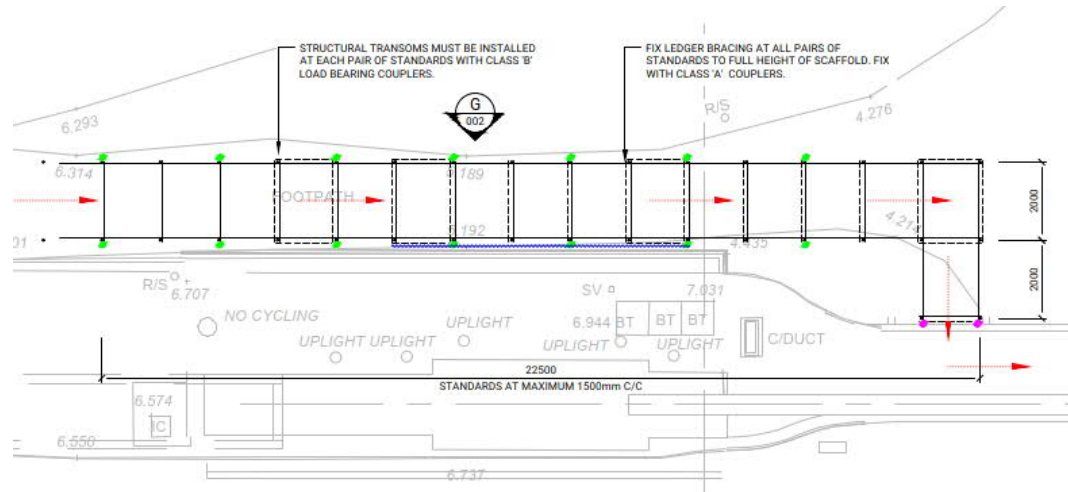 STRUCTURAL TRANSOMS MUST BE INSTALLED
AT EACH PAIR OF STANDARDS WITH CLASS 'B'
LOAD BEARING COUPLERS.
FIX LEDGER BRACING AT ALL PAIRS OF
STANDARDS TO FULL HEIGHT OF SCAFFOLD. FIX
WITH CLASS 'A' COUPLERS.
G
002
R/S
4.276
6.293
6.314
6.189
FOOTPATH
2000
01
6.192
4.435
4.214
R/S
6.707
SV
7.031
2000
NO CYCLING
UPLIGHT
6.944 BT
BT
BT
UPLIGHT
UPLIGHT
UPLIGHT
UPLIGHT
C/DUCT
22500
STANDARDS AT MAXIMUM 1500mm C/C
6.574
IC
6.550
6.737